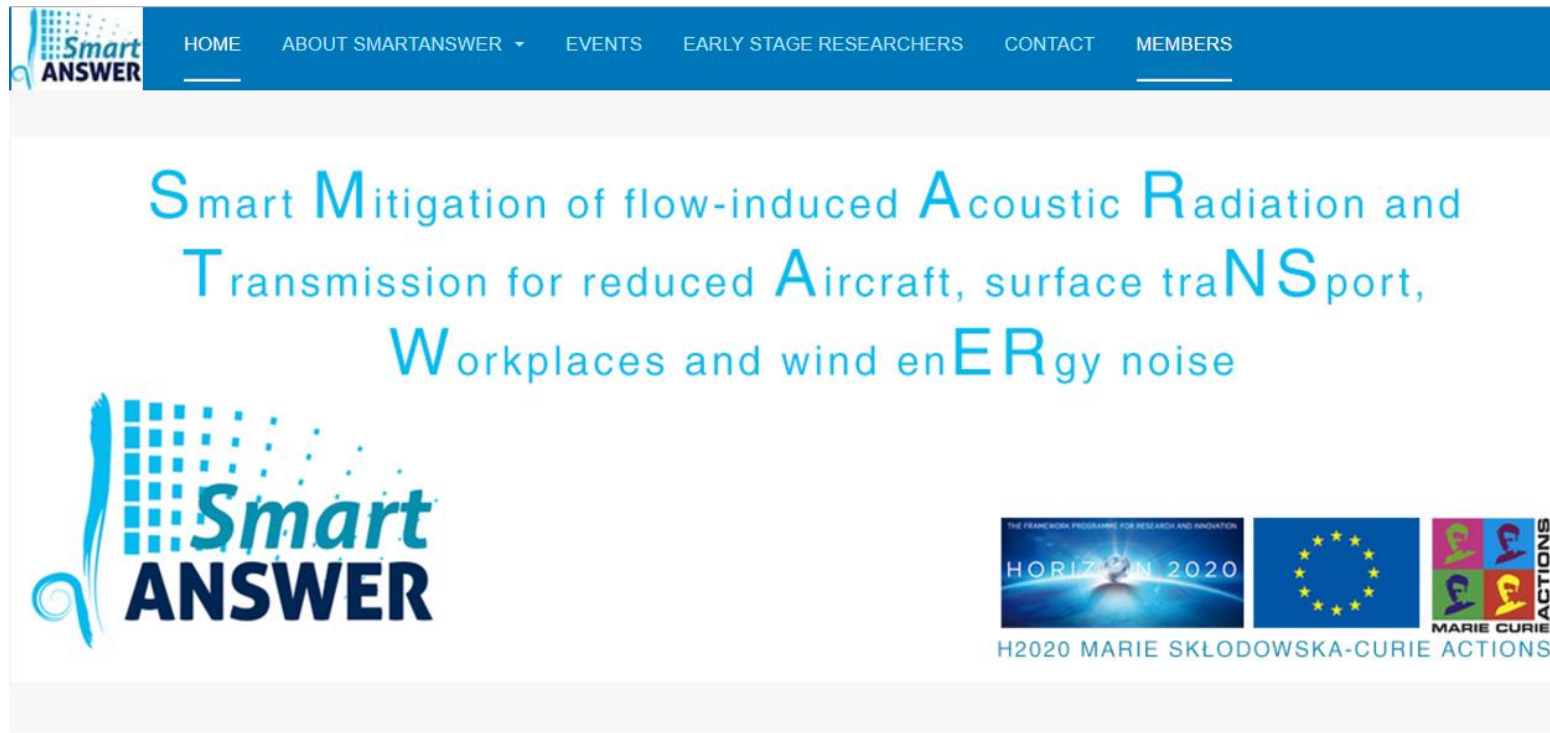 Smart
ANSWER
HOME ABOUT SMARTANSWER EVENTS EARLY STAGE RESEARCHERS CONTACT MEMBERS
Smart Mitigation of flow-induced Acoustic Radiation and
Transmission for reduced Aircraft, surface traNSport,
Workplaces and wind enERgy noise
Smart
ANSWER
THE FRAMEWORK PROGRAMME FOR RESEARCH AND INNOVATION
HORIZON 2020
MARIE CURIE
ACTIONS
H2020 MARIE SKŁODOWSKA-CURIE ACTIONS